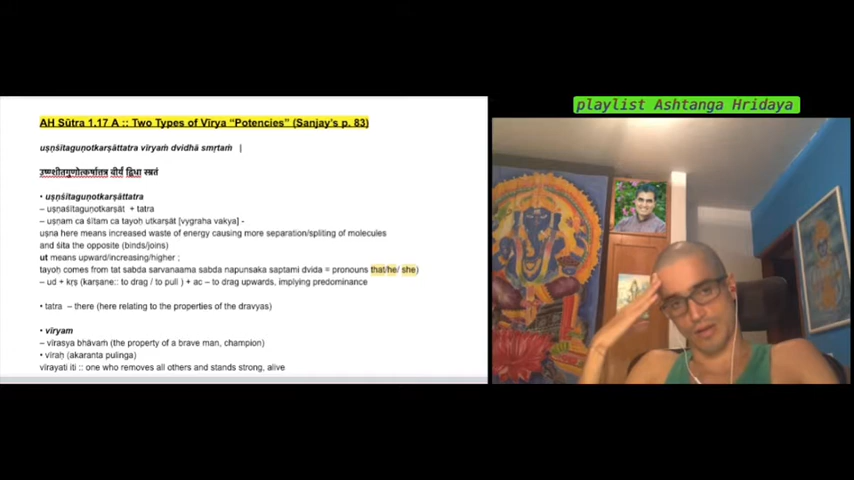 playlist Ashtanga Hridaya
AH Sūtra 1.17 A :: Two Types of Vīrya “Potencies” (Sanjay’s p. 83)
uṣṇśītaguṇotkarṣāttatra vīryaṁ dvidhā smṛtaṁ |
उष्ण्शीतगुणोत्कर्षात्तत्र वीर्यं द्विधा स्म्रतं
• uṣṇśītaguṇotkarṣāttatra
– uṣṇaśītaguṇotkarṣāt + tatra
– uṣṇam ca śītam ca tayoḥ utkarṣāt [vygraha vakya] -
uṣṇa here means increased waste of energy causing more separation/spliting of molecules
and śita the opposite (binds/joins)
ut means upward/increasing/higher ;
tayoḥ comes from tat sabda sarvanaama sabda napunsaka saptami dvida = pronouns that/he/ she)
– ud + kṛṣ (karṣane:: to drag / to pull ) + ac – to drag upwards, implying predominance
• tatra – there (here relating to the properties of the dravyas)
• vīryam
– vīrasya bhāvaṁ (the property of a brave man, champion)
• vīraḥ (akaranta pulinga)
vīrayati iti :: one who removes all others and stands strong, alive